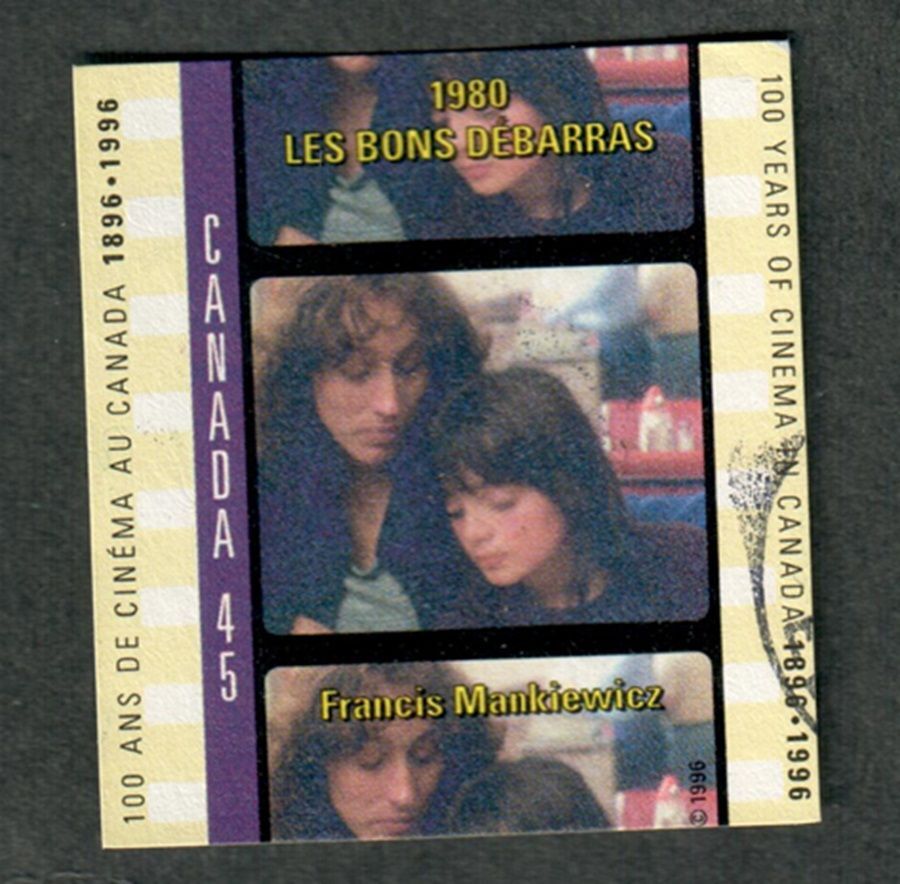 100 ANS DE CINÉMA AU CANADA 1896•1996
CANADA 45
1980
LES BONS DÉBARRAS
Francis Mankiewicz
© 1996
100 YEARS OF CINEMA IN CANADA 1896•1996